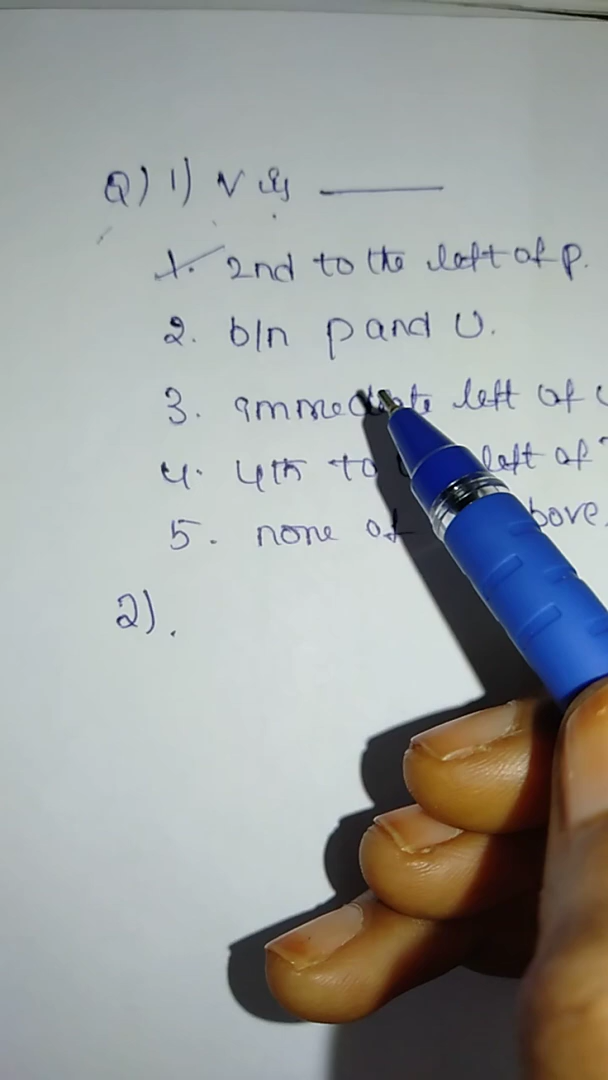 Q) 1) V is
1. 2nd to the left of P.
2. b/n P and U.
3. immediate left of
4. 4th to left of
5. none of bove.
2).